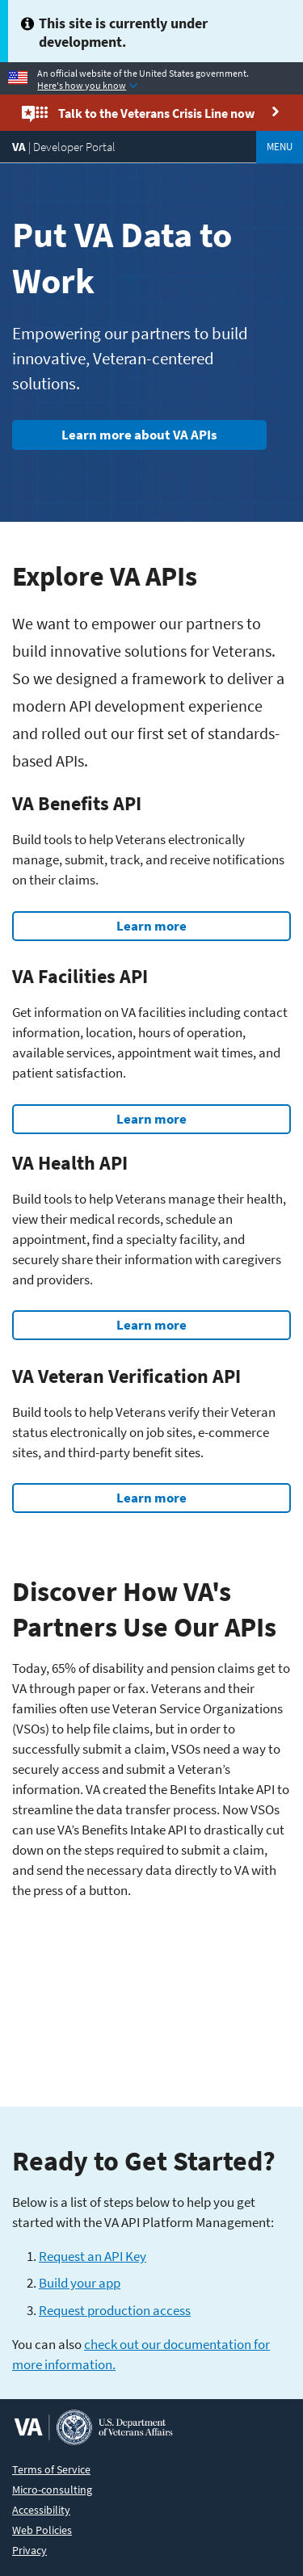 This site is currently under
development.
An official website of the United States government.
Here's how you know
Talk to the Veterans Crisis Line now
VA | Developer Portal
MENU
Put VA Data to
Work
Empowering our partners to build
innovative, Veteran-centered
solutions.
Learn more about VA APIs
Explore VA APIs
We want to empower our partners to
build innovative solutions for Veterans.
So we designed a framework to deliver a
modern API development experience
and rolled out our first set of standards-
based APIs.
VA Benefits API
Build tools to help Veterans electronically
manage, submit, track, and receive notifications
on their claims.
Learn more
VA Facilities API
Get information on VA facilities including contact
information, location, hours of operation,
available services, appointment wait times, and
patient satisfaction.
Learn more
VA Health API
Build tools to help Veterans manage their health,
view their medical records, schedule an
appointment, find a specialty facility, and
securely share their information with caregivers
and providers.
Learn more
VA Veteran Verification API
Build tools to help Veterans verify their Veteran
status electronically on job sites, e-commerce
sites, and third-party benefit sites.
Learn more
Discover How VA's
Partners Use Our APIs
Today, 65% of disability and pension claims get to
VA through paper or fax. Veterans and their
families often use Veteran Service Organizations
(VSOs) to help file claims, but in order to
successfully submit a claim, VSOs need a way to
securely access and submit a Veteran’s
information. VA created the Benefits Intake API to
streamline the data transfer process. Now VSOs
can use VA’s Benefits Intake API to drastically cut
down on the steps required to submit a claim,
and send the necessary data directly to VA with
the press of a button.
Ready to Get Started?
Below is a list of steps below to help you get
started with the VA API Platform Management:
1. Request an API Key
2. Build your app
3. Request production access
You can also check out our documentation for
more information.
VA
U.S. Department
of Veterans Affairs
Terms of Service
Micro-consulting
Accessibility
Web Policies
Privacy